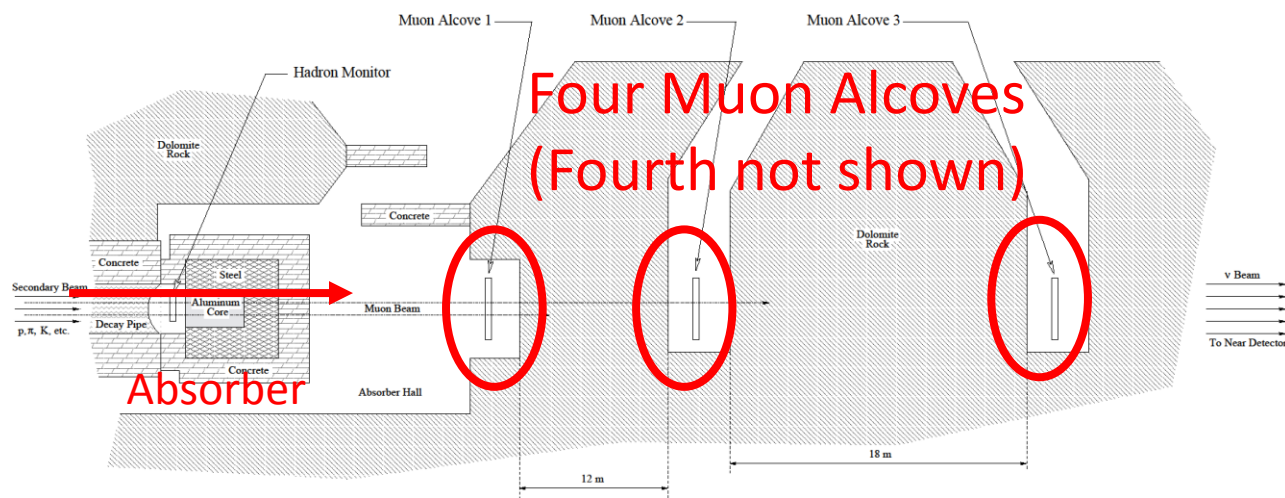 Muon Alcove 1
Muon Alcove 2
Muon Alcove 3
Hadron Monitor
Four Muon Alcoves
(Fourth not shown)
Dolomite
Rock
Concrete
Dolomite
Rock
Concrete
Steel
Secondary Beam
Aluminum
Core
Muon Beam
ν Beam
p, π, K, etc.
Decay Pipe
To Near Detector
Concrete
Absorber
Absorber Hall
18 m
12 m